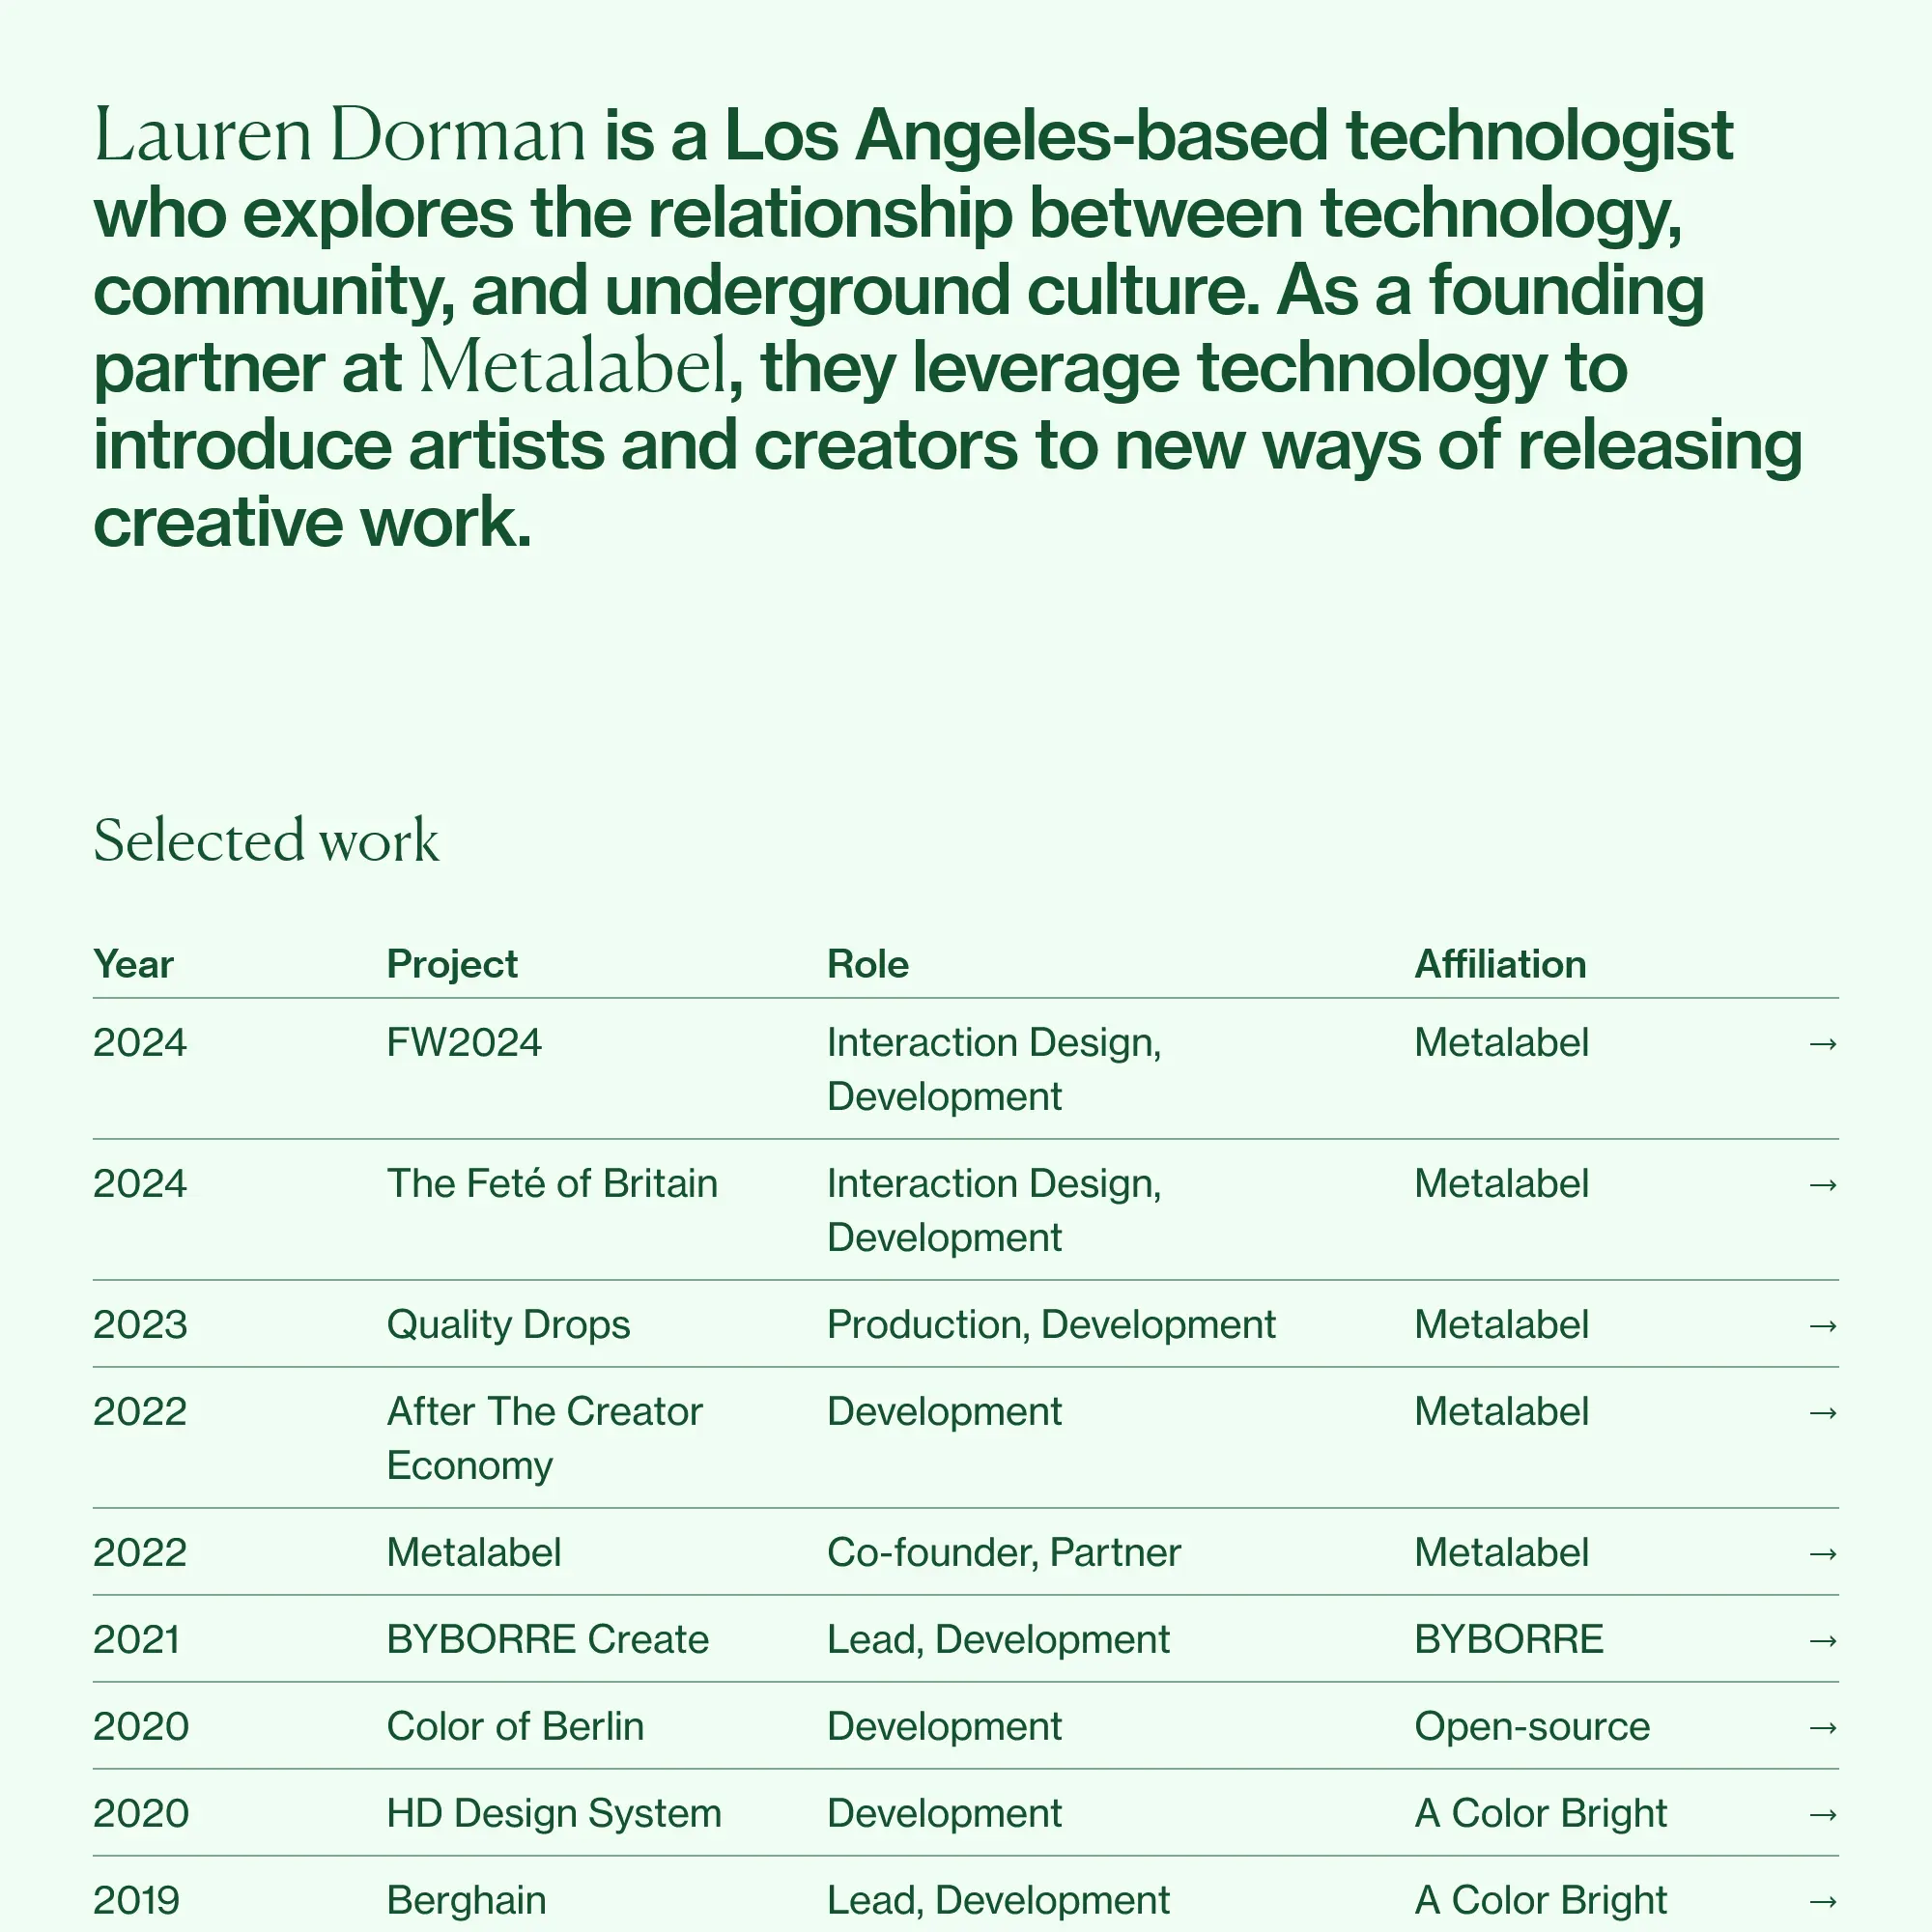 Lauren Dorman is a Los Angeles-based technologist
who explores the relationship between technology,
community, and underground culture. As a founding
partner at Metalabel, they leverage technology to
introduce artists and creators to new ways of releasing
creative work.
Selected work
Year Project Role Affiliation
2024 FW2024 Interaction Design, Metalabel →
Development
2024 The Feté of Britain Interaction Design, Metalabel →
Development
2023 Quality Drops Production, Development Metalabel →
2022 After The Creator Development Metalabel →
Economy
2022 Metalabel Co-founder, Partner Metalabel →
2021 BYBORRE Create Lead, Development BYBORRE →
2020 Color of Berlin Development Open-source →
2020 HD Design System Development A Color Bright →
2019 Berghain Lead, Development A Color Bright →